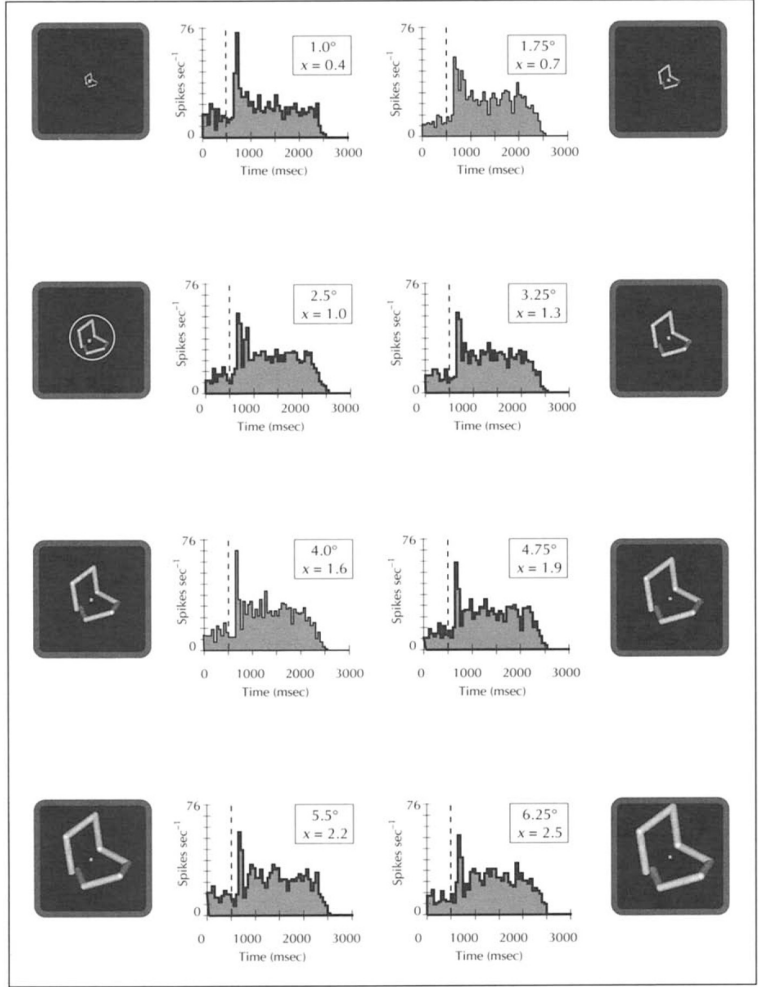 76
Spikes sec⁻¹
1.0°
x = 0.4
0
0 1000 2000 3000
Time (msec)
76
Spikes sec⁻¹
1.75°
x = 0.7
0
0 1000 2000 3000
Time (msec)
76
Spikes sec⁻¹
2.5°
x = 1.0
0
0 1000 2000 3000
Time (msec)
76
Spikes sec⁻¹
3.25°
x = 1.3
0
0 1000 2000 3000
Time (msec)
76
Spikes sec⁻¹
4.0°
x = 1.6
0
0 1000 2000 3000
Time (msec)
76
Spikes sec⁻¹
4.75°
x = 1.9
0
0 1000 2000 3000
Time (msec)
76
Spikes sec⁻¹
5.5°
x = 2.2
0
0 1000 2000 3000
Time (msec)
76
Spikes sec⁻¹
6.25°
x = 2.5
0
0 1000 2000 3000
Time (msec)